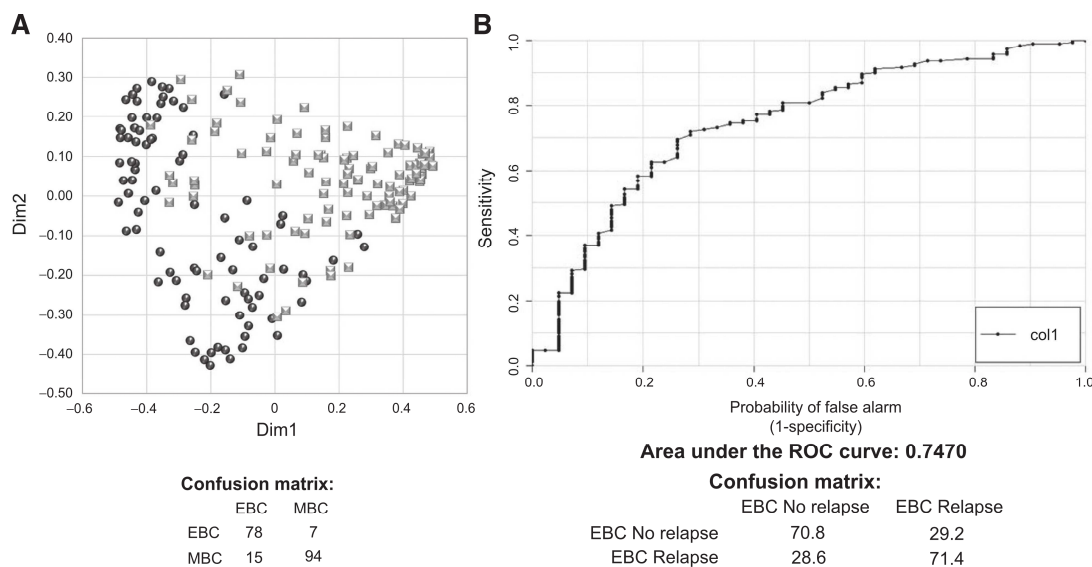 A
0.40
0.30
0.20
0.10
0.00
−0.10
−0.20
−0.30
−0.40
−0.50
Dim2
−0.6 −0.4 −0.2 0 0.2 0.4 0.6
Dim1
Confusion matrix:
EBC MBC
EBC 78 7
MBC 15 94
B
1.0
0.8
0.6
0.4
0.2
0.0
Sensitivity
col1
0.0 0.2 0.4 0.6 0.8 1.0
Probability of false alarm
(1-specificity)
Area under the ROC curve: 0.7470
Confusion matrix:
EBC No relapse EBC Relapse
EBC No relapse 70.8 29.2
EBC Relapse 28.6 71.4